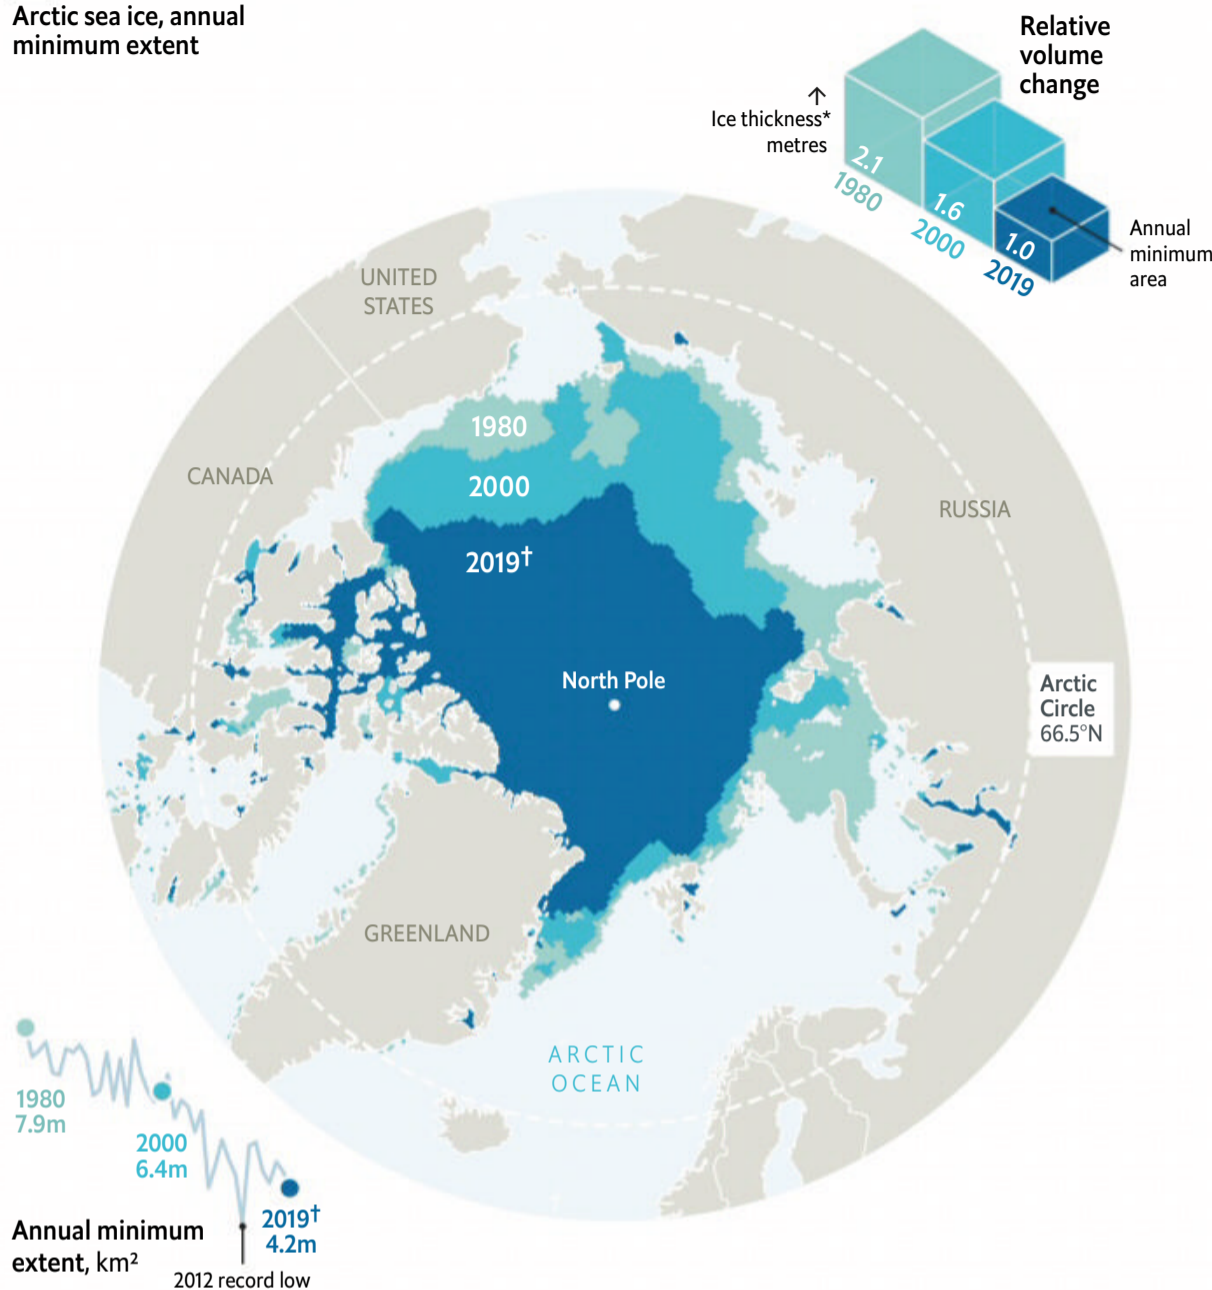 Arctic sea ice, annual
minimum extent
Relative
volume
change
↑
Ice thickness*
metres
2.1
1980
1.6
2000
1.0
2019
Annual
minimum
area
UNITED
STATES
CANADA
RUSSIA
1980
2000
2019†
North Pole
Arctic
Circle
66.5°N
GREENLAND
ARCTIC
OCEAN
1980
7.9m
2000
6.4m
2019†
4.2m
Annual minimum
extent, km²
2012 record low